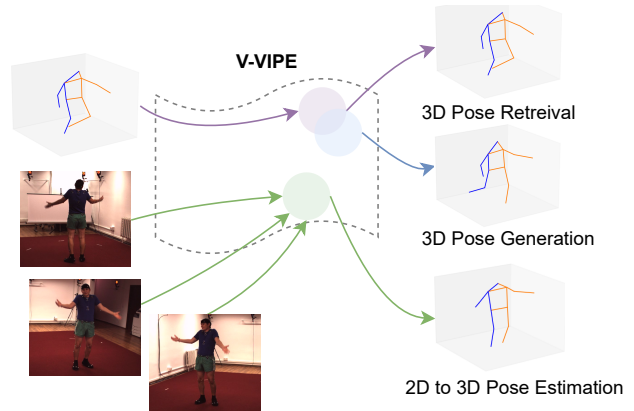 V-VIPE
3D Pose Retreival
3D Pose Generation
2D to 3D Pose Estimation